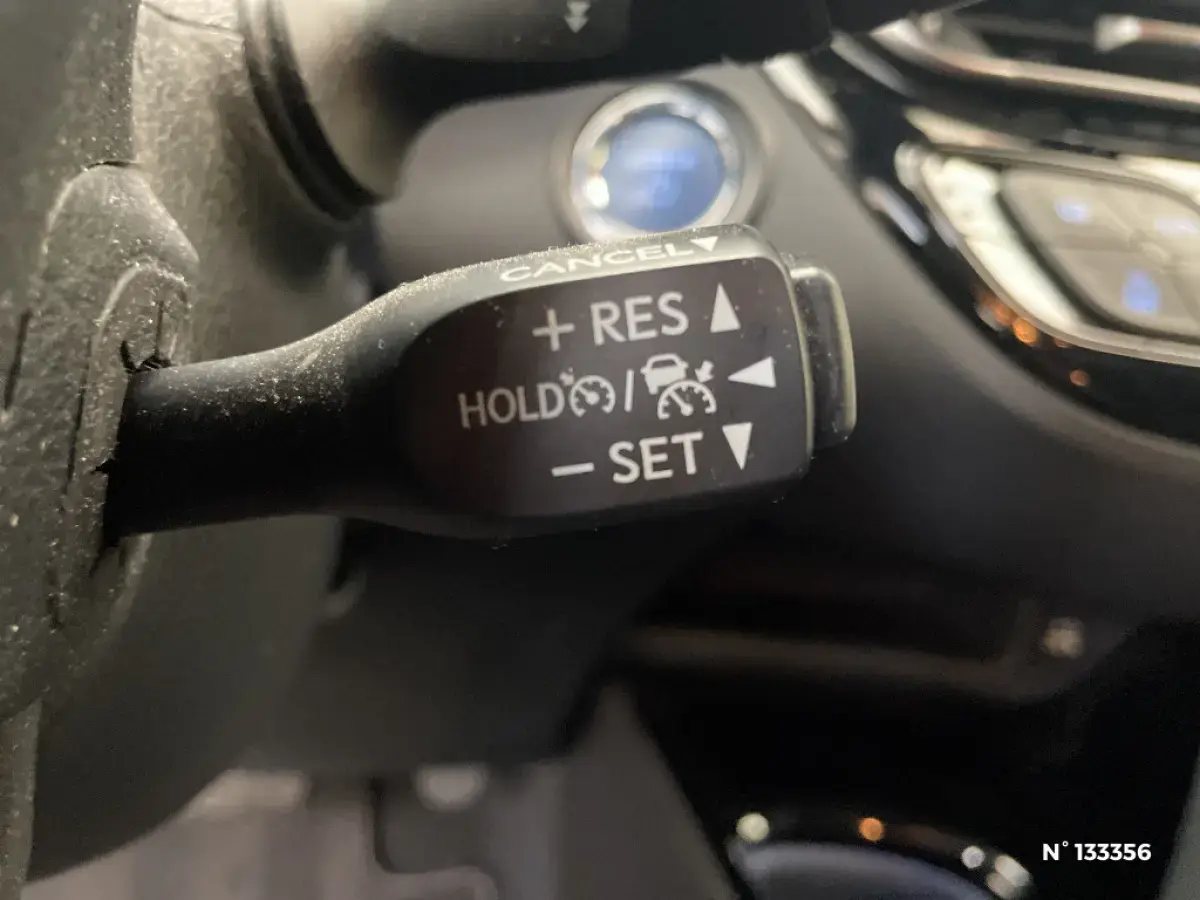 CANCEL
+ RES
HOLD /
− SET
N° 133356